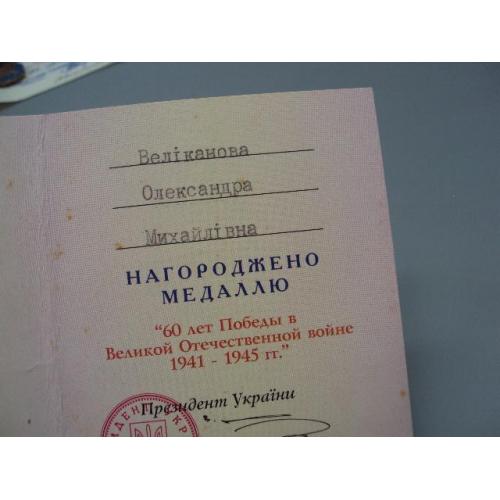 Веліканова
Олександра
Михайлівна
НАГОРОДЖЕНО
МЕДАЛЛЮ
“60 лет Победы в
Великой Отечественной войне
1941 - 1945 гг.”
Президент України